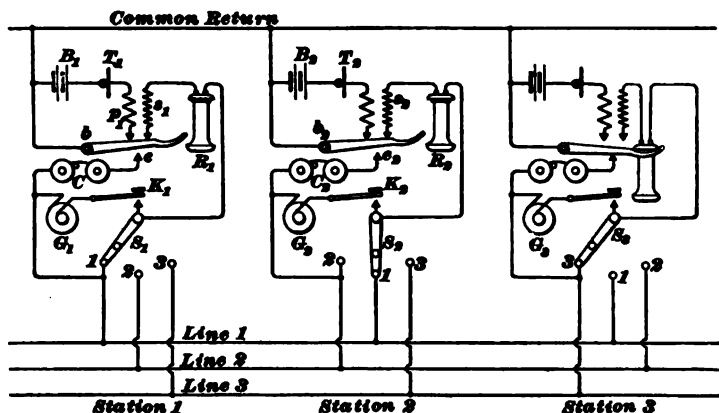 Common Return
B1 T1 B2 T2
p1 s1 s2
b R1 b2 R2
C e C2 e2
K1 K2
G1 G2 G3
S1 S2 S3
1 2 3 2 1 3 3 1 2
Line 1
Line 2
Line 3
Station 1 Station 2 Station 3